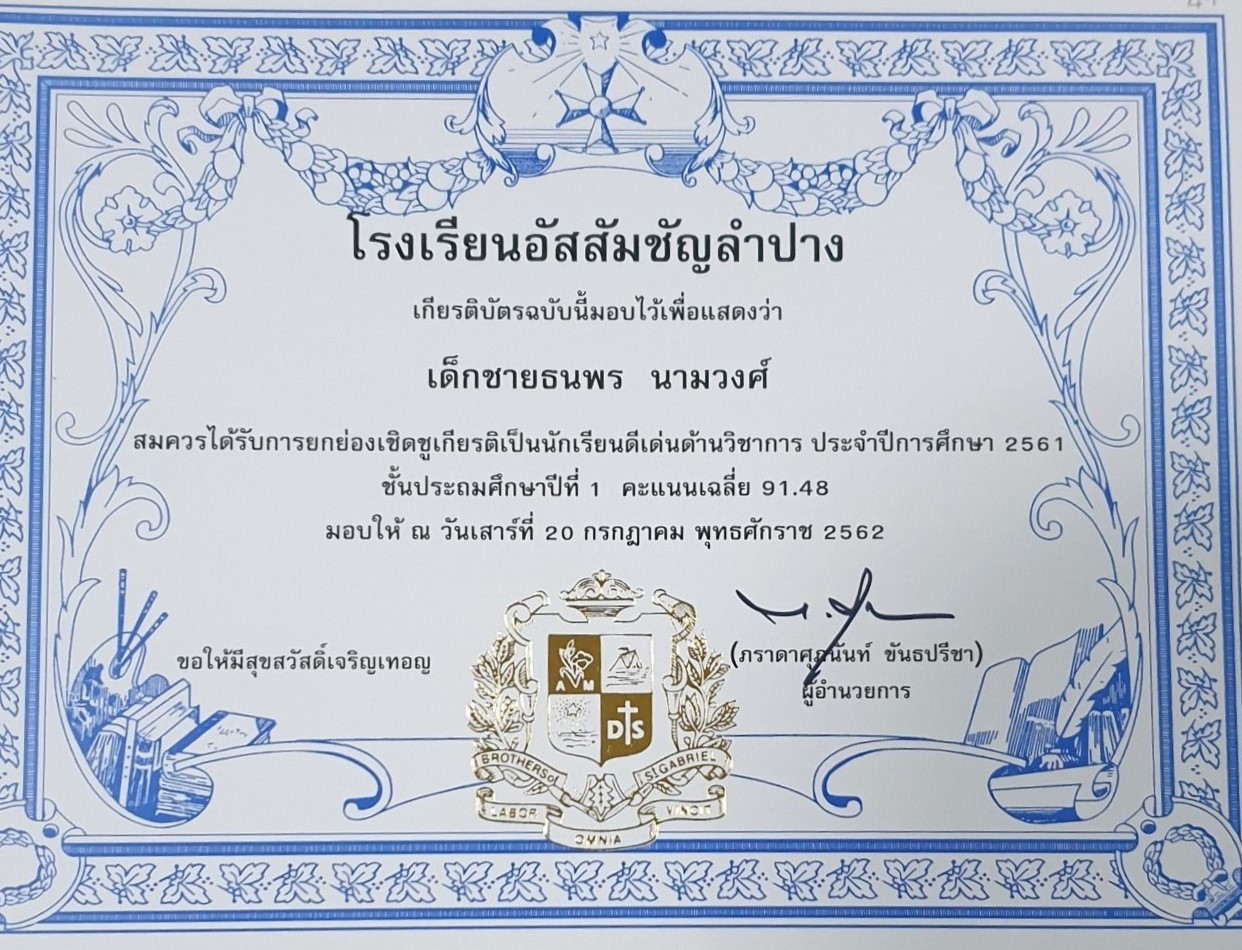 โรงเรียนอัสสัมชัญลำปาง
เกียรติบัตรฉบับนี้มอบไว้เพื่อแสดงว่า
เด็กชายธนพร นามวงศ์
สมควรได้รับการยกย่องเชิดชูเกียรติเป็นนักเรียนดีเด่นด้านวิชาการ ประจำปีการศึกษา 2561
ชั้นประถมศึกษาปีที่ 1 คะแนนเฉลี่ย 91.48
มอบให้ ณ วันเสาร์ที่ 20 กรกฎาคม พุทธศักราช 2562
ขอให้มีสุขสวัสดิ์เจริญเทอญ
(ภราดาศุภนันท์ ขันธปรีชา)
ผู้อำนวยการ
A M
D S
BROTHERS of ST. GABRIEL
LABOR OMNIA VINCIT